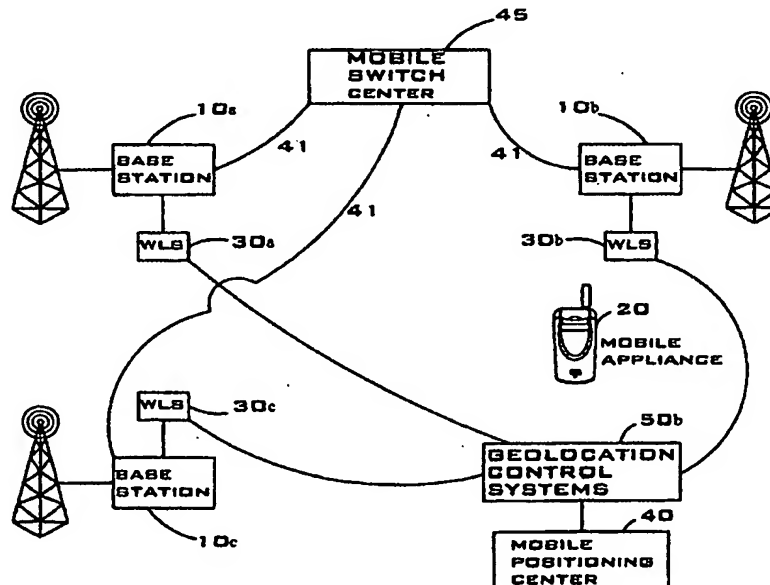 45
MOBILE
SWITCH
CENTER
10a
10b
41
41
BASE
STATION
BASE
STATION
41
WLS
30a
30b
WLS
20
MOBILE
APPLIANCE
WLS
30c
50b
GEOLOCATION
CONTROL
SYSTEMS
BASE
STATION
10c
40
MOBILE
POSITIONING
CENTER